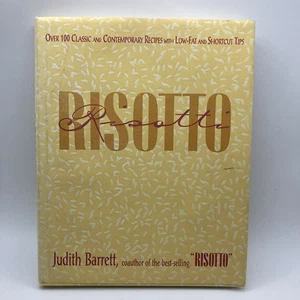 OVER 100 CLASSIC AND CONTEMPORARY RECIPES WITH LOW-FAT AND SHORTCUT TIPS
RISOTTO
Risotti
Judith Barrett, coauthor of the best-selling "RISOTTO"